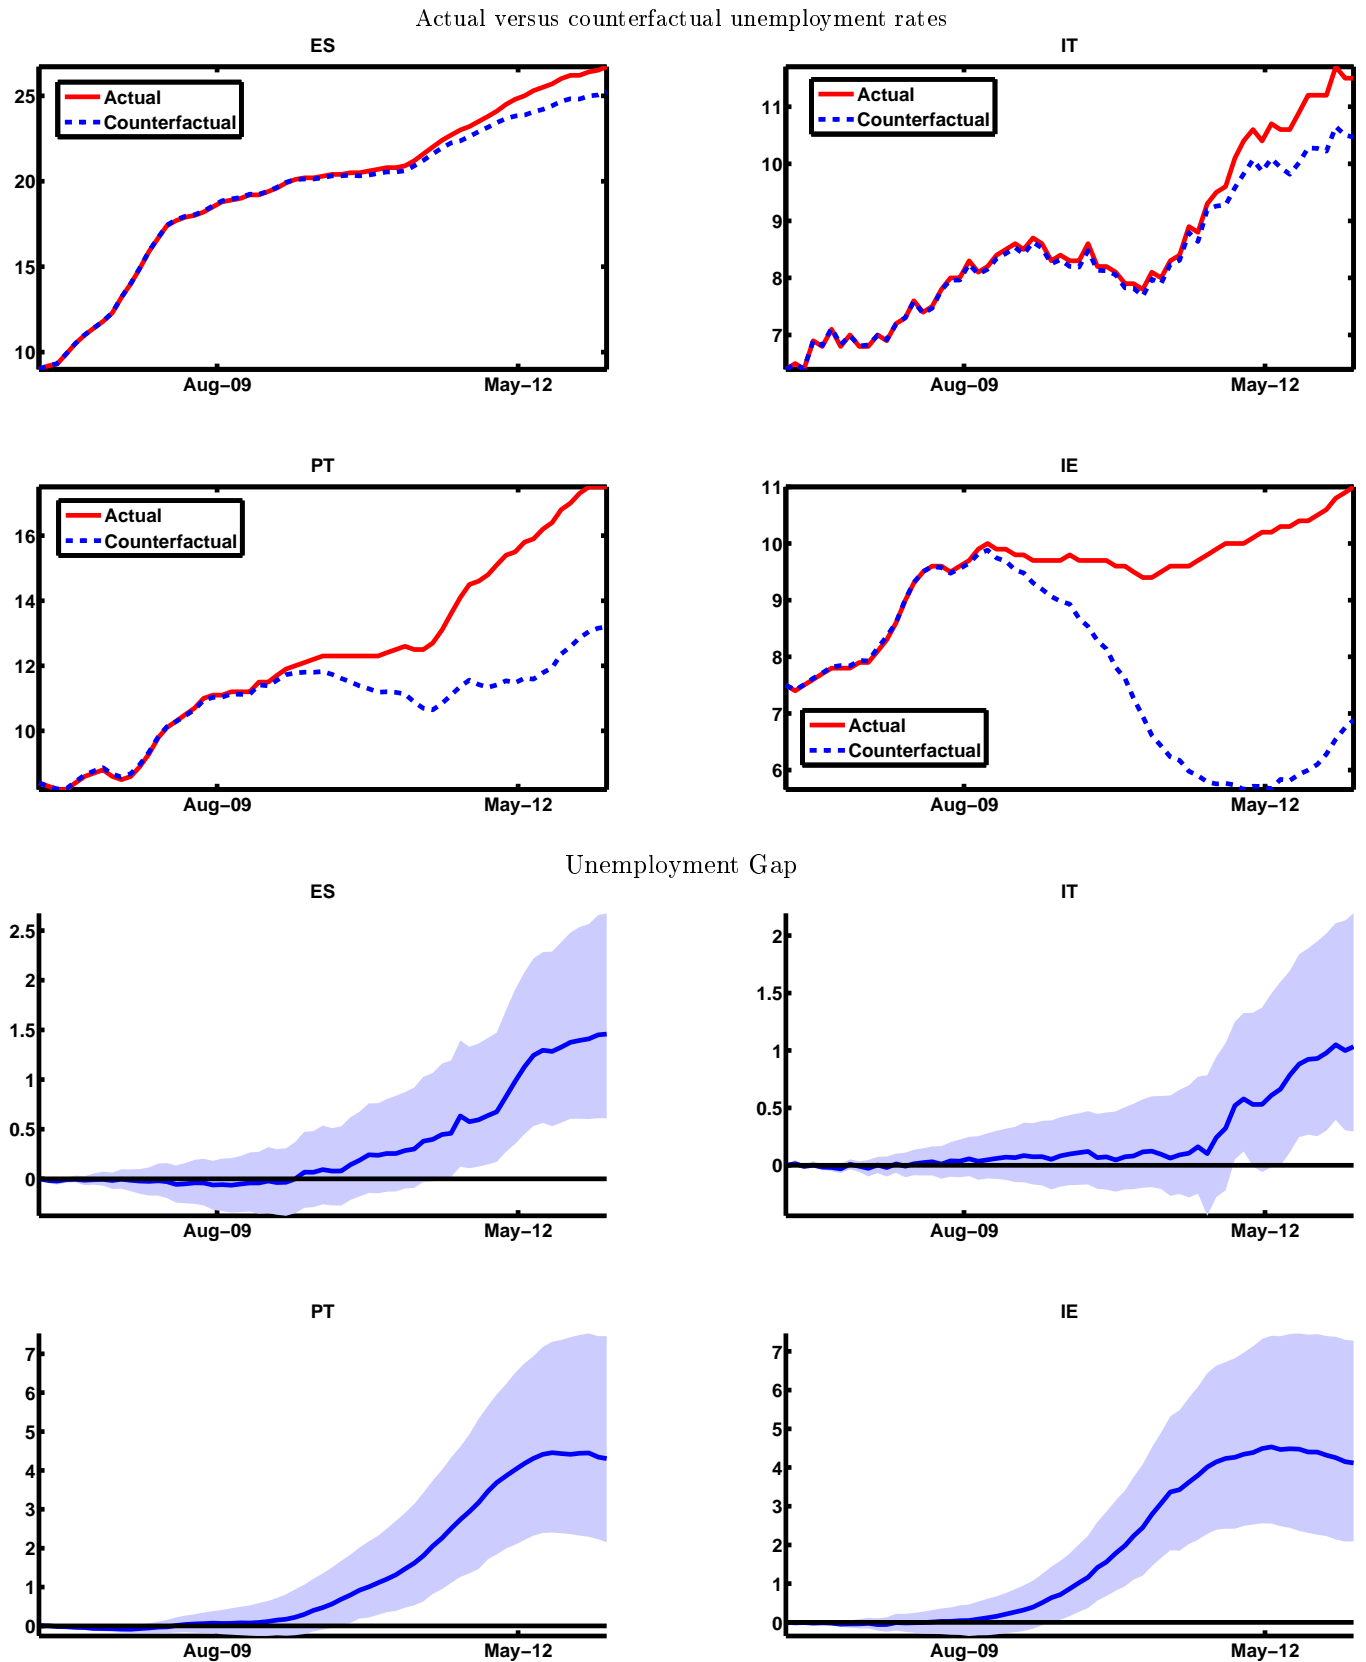 Actual versus counterfactual unemployment rates
ES
IT
25
20
15
10
Actual
Counterfactual
Aug–09
May–12
11
10
9
8
7
Actual
Counterfactual
Aug–09
May–12
PT
IE
16
14
12
10
Actual
Counterfactual
Aug–09
May–12
11
10
9
8
7
6
Actual
Counterfactual
Aug–09
May–12
Unemployment Gap
ES
IT
2.5
2
1.5
1
0.5
0
Aug–09
May–12
2
1.5
1
0.5
0
Aug–09
May–12
PT
IE
7
6
5
4
3
2
1
0
Aug–09
May–12
7
6
5
4
3
2
1
0
Aug–09
May–12